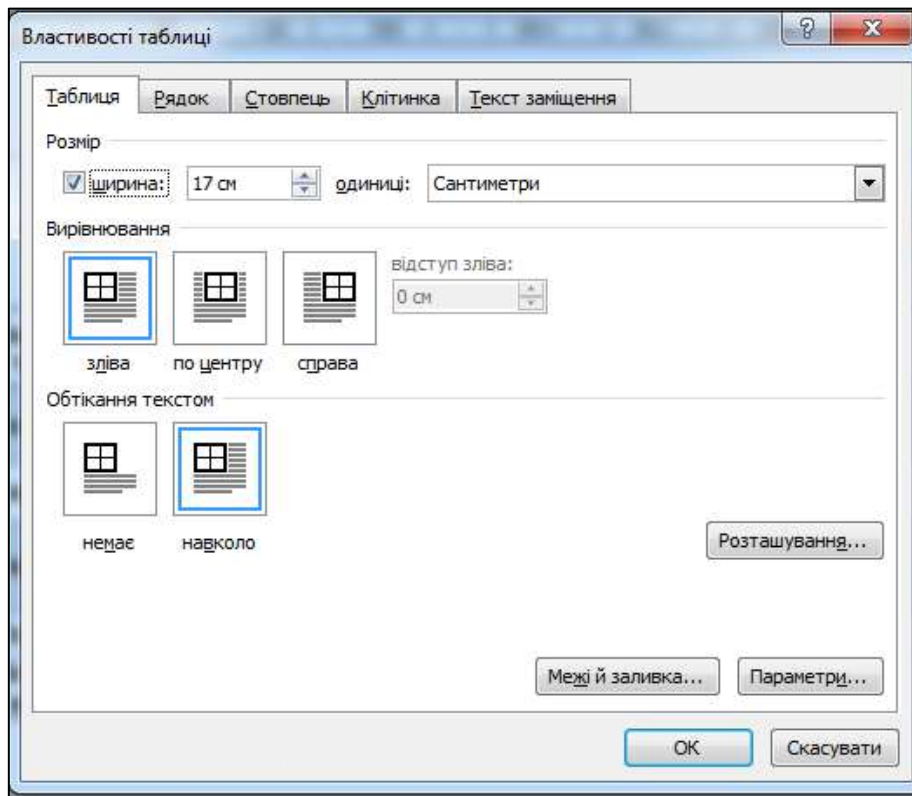 Властивості таблиці
Таблиця Рядок Стовпець Клітинка Текст заміщення
Розмір
ширина: 17 см одиниці: Сантиметри
Вирівнювання
відступ зліва:
0 см
зліва по центру справа
Обтікання текстом
немає навколо
Розташування...
Межі й заливка... Параметри...
ОК Скасувати